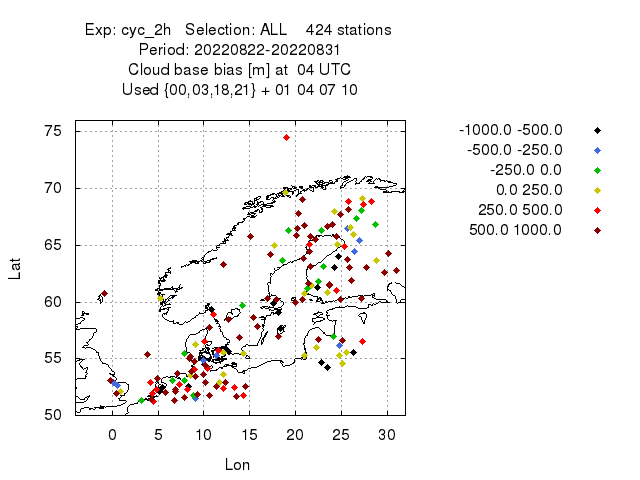 Exp: cyc_2h   Selection: ALL    424 stations
Period: 20220822-20220831
Cloud base bias [m] at  04 UTC
Used {00,03,18,21} + 01 04 07 10
-1000.0 -500.0
-500.0 -250.0
-250.0 0.0
0.0 250.0
250.0 500.0
500.0 1000.0
75
70
65
60
55
50
Lat
0 5 10 15 20 25 30
Lon